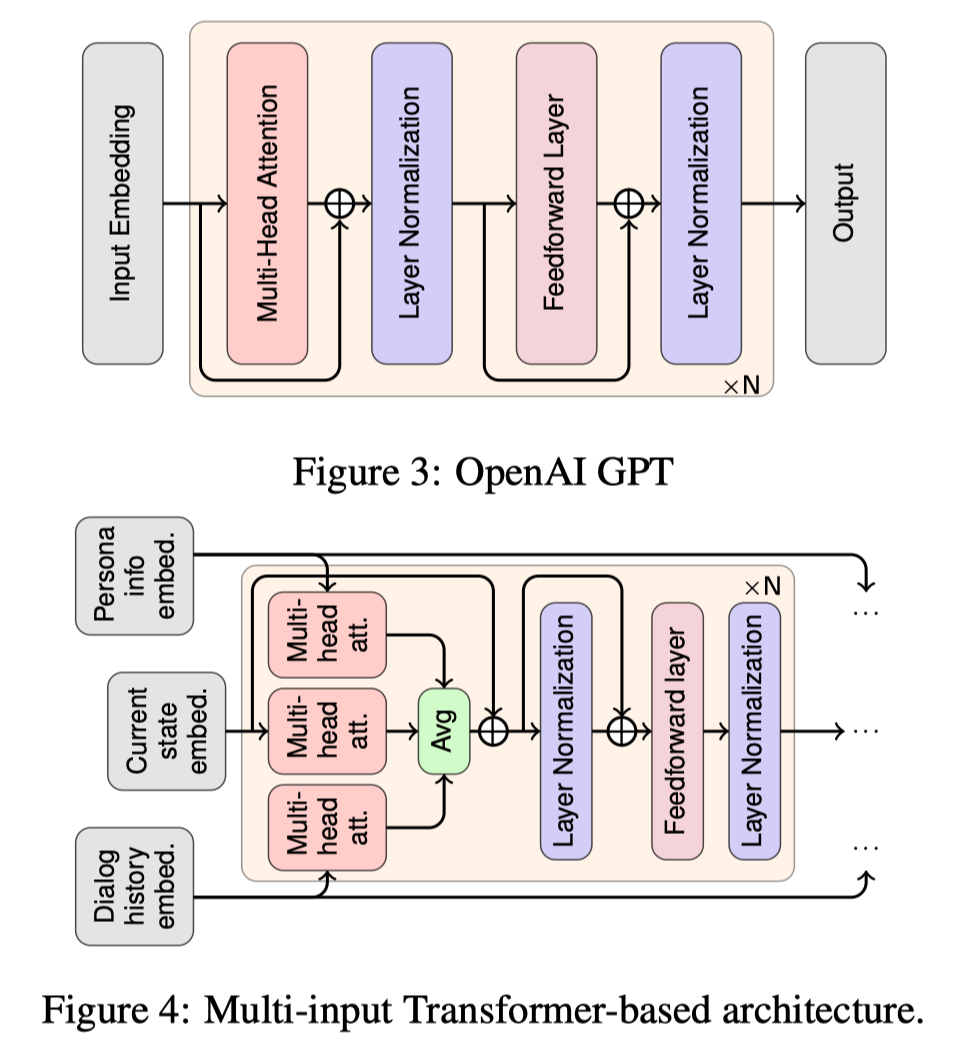 Input Embedding
Multi-Head Attention
Layer Normalization
Feedforward Layer
Layer Normalization
×N
Output
Figure 3: OpenAI GPT
Persona
info
embed.
Current
state
embed.
Dialog
history
embed.
Multi-
head
att.
Multi-
head
att.
Multi-
head
att.
Avg
Layer Normalization
Feedforward layer
Layer Normalization
×N
...
...
...
Figure 4: Multi-input Transformer-based architecture.